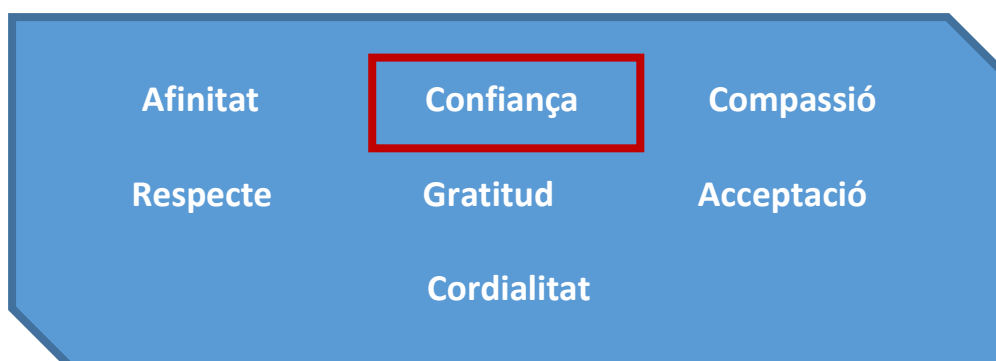 Afinitat Confiança Compassió
Respecte Gratitud Acceptació
Cordialitat